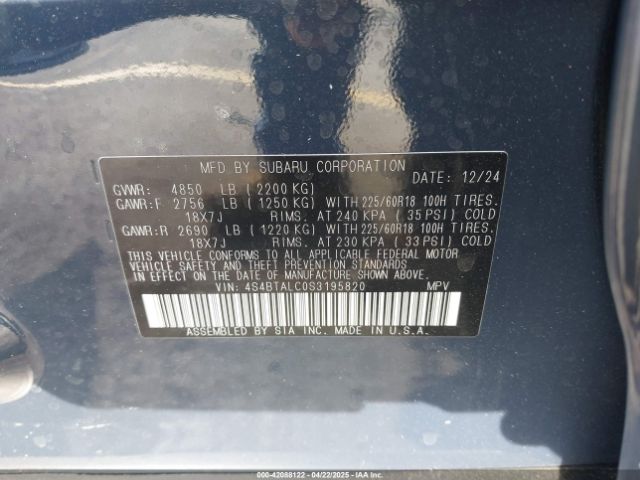 MFD BY SUBARU CORPORATION
DATE: 12/24
GVWR: 4850 LB (2200 KG)
GAWR:F 2756 LB (1250 KG) WITH 225/60R18 100H TIRES.
18X7J RIMS. AT 240 KPA (35 PSI) COLD
GAWR:R 2690 LB (1220 KG) WITH 225/60R18 100H TIRES.
18X7J RIMS. AT 230 KPA (33 PSI) COLD
THIS VEHICLE CONFORMS TO ALL APPLICABLE FEDERAL MOTOR
VEHICLE SAFETY AND THEFT PREVENTION STANDARDS
IN EFFECT ON THE DATE OF MANUFACTURE SHOWN ABOVE.
VIN: 4S4BTALC0S3195820 MPV
ASSEMBLED BY SIA INC. MADE IN U.S.A.
000-42088122 - 04/22/2025 - IAAI.COM